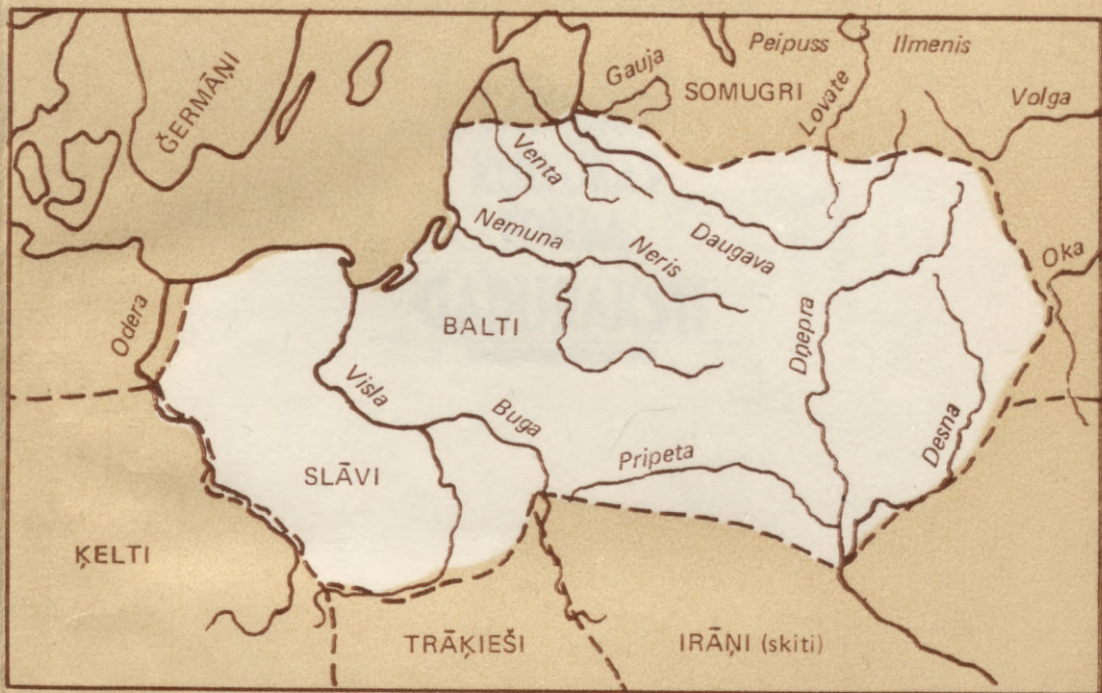 ĢERMĀŅI
Gauja
Peipuss
Ilmenis
SOMUGRI
Lovate
Volga
Venta
Nemuna
Neris
Daugava
Oka
Odera
BALTI
Dņepra
Visla
Buga
Desna
SLĀVI
Pripeta
ĶELTI
TRĀĶIEŠI
IRĀŅI (skiti)